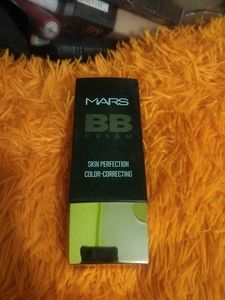 MARS
BB
CREAM
SKIN PERFECTION
COLOR-CORRECTING